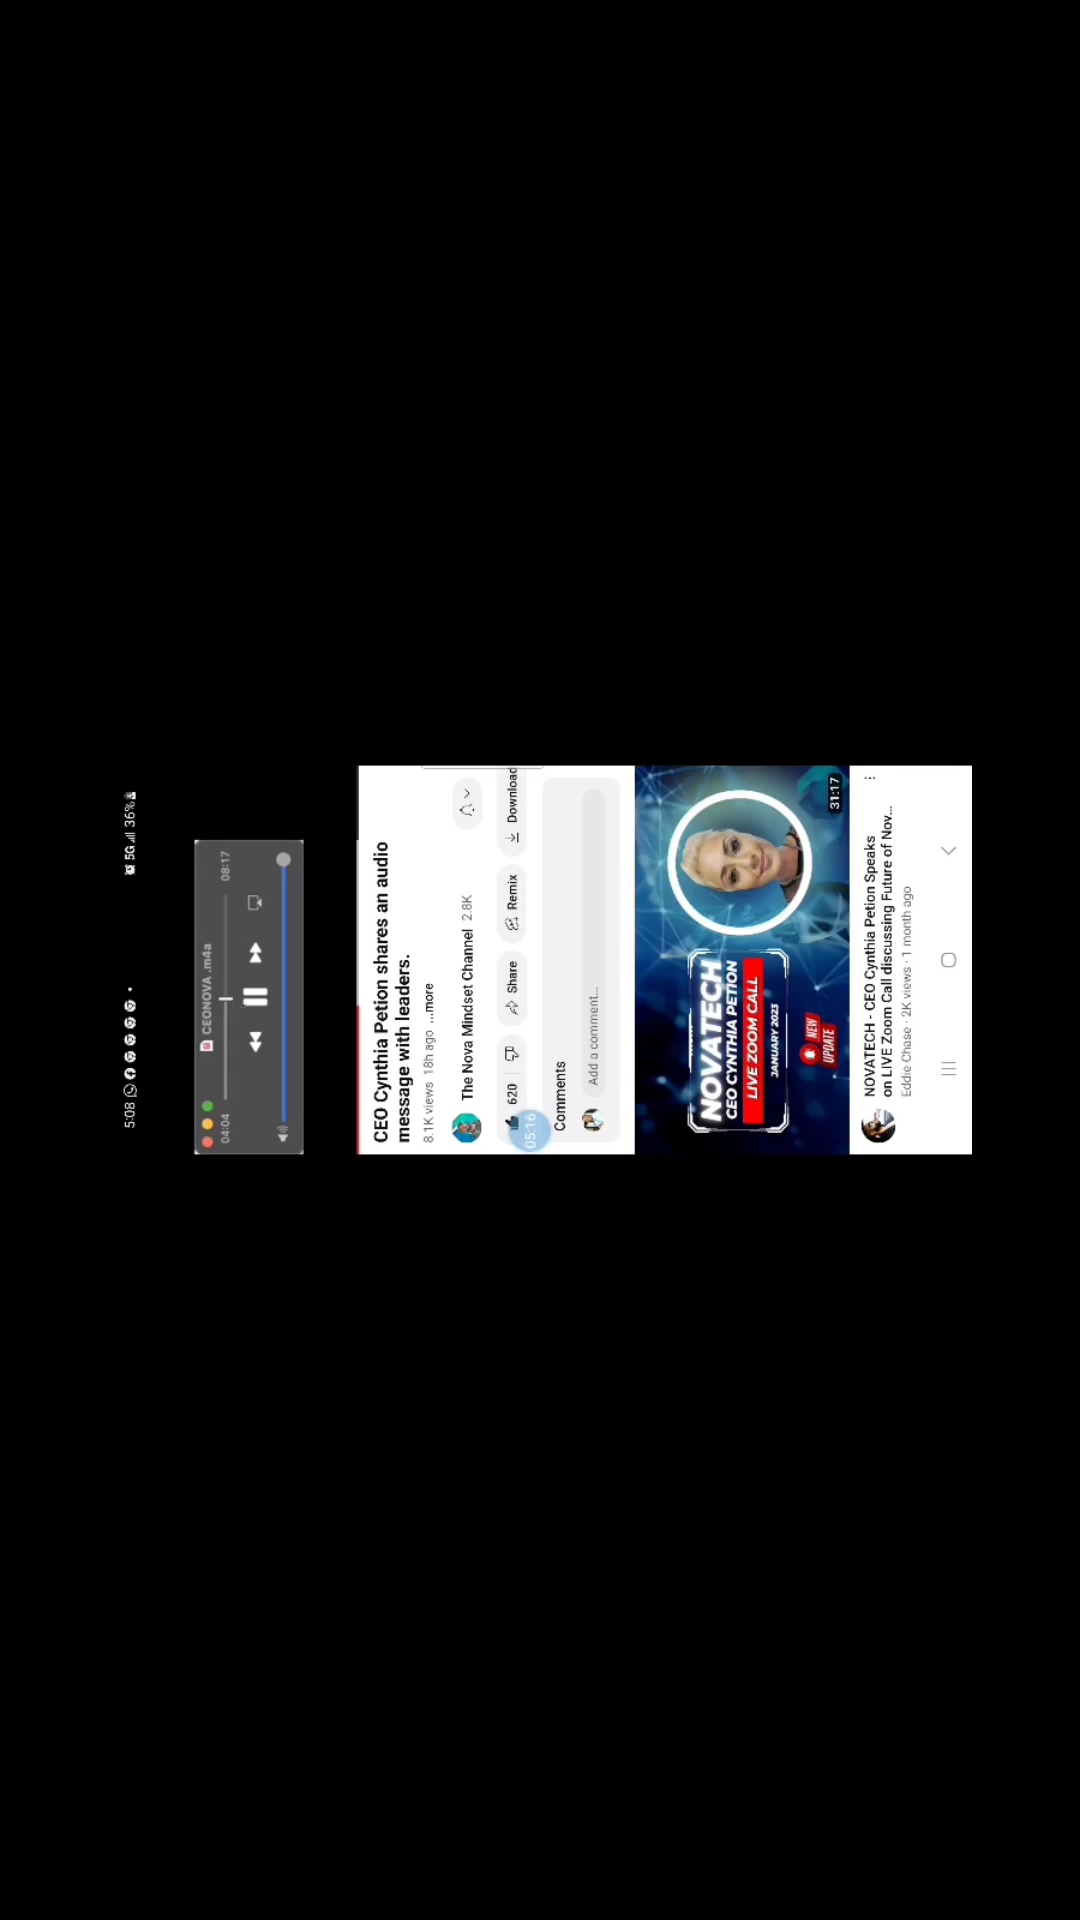 5:08
5G 36%
CEONOVA .m4a
04:04
08:17
CEO Cynthia Petion shares an audio
message with leaders.
8.1K views 18h ago ...more
The Nova Mindset Channel 2.8K
620
Share
Remix
Download
05:16
Comments
Add a comment...
NOVATECH
CEO CYNTHIA PETION
LIVE ZOOM CALL
JANUARY 2023
NEW
UPDATE
31:17
NOVATECH - CEO Cynthia Petion Speaks
on LIVE Zoom Call discussing Future of Nov...
Eddie Chase · 2K views · 1 month ago